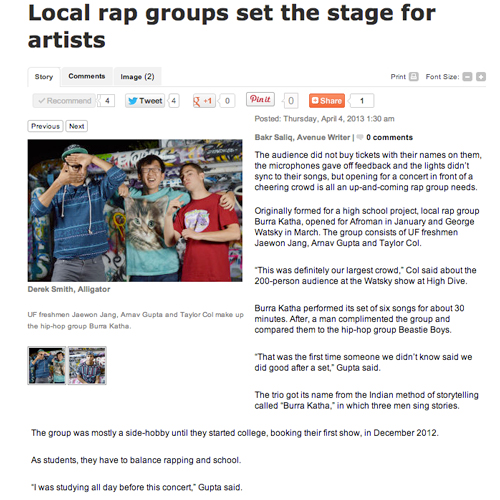 Local rap groups set the stage for
artists
Story
Comments
Image (2)
Print
Font Size:
Recommend 4
Tweet 4
g +1 0
Pin it 0
Share 1
Previous
Next
Posted: Thursday, April 4, 2013 1:30 am
Bakr Saliq, Avenue Writer | 0 comments
The audience did not buy tickets with their names on them,
the microphones gave off feedback and the lights didn't
sync to their songs, but opening for a concert in front of a
cheering crowd is all an up-and-coming rap group needs.
Originally formed for a high school project, local rap group
Burra Katha, opened for Afroman in January and George
Watsky in March. The group consists of UF freshmen
Jaewon Jang, Arnav Gupta and Taylor Col.
"This was definitely our largest crowd," Col said about the
200-person audience at the Watsky show at High Dive.
Burra Katha performed its set of six songs for about 30
minutes. After, a man complimented the group and
compared them to the hip-hop group Beastie Boys.
"That was the first time someone we didn't know said we
did good after a set," Gupta said.
The trio got its name from the Indian method of storytelling
called "Burra Katha," in which three men sing stories.
Derek Smith, Alligator
UF freshmen Jaewon Jang, Arnav Gupta and Taylor Col make up
the hip-hop group Burra Katha.
The group was mostly a side-hobby until they started college, booking their first show, in December 2012.
As students, they have to balance rapping and school.
"I was studying all day before this concert," Gupta said.